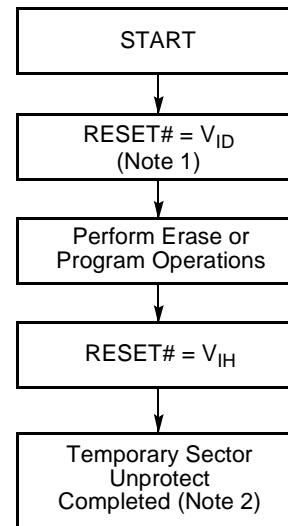 START
RESET# = VID
(Note 1)
Perform Erase or
Program Operations
RESET# = VIH
Temporary Sector
Unprotect
Completed (Note 2)